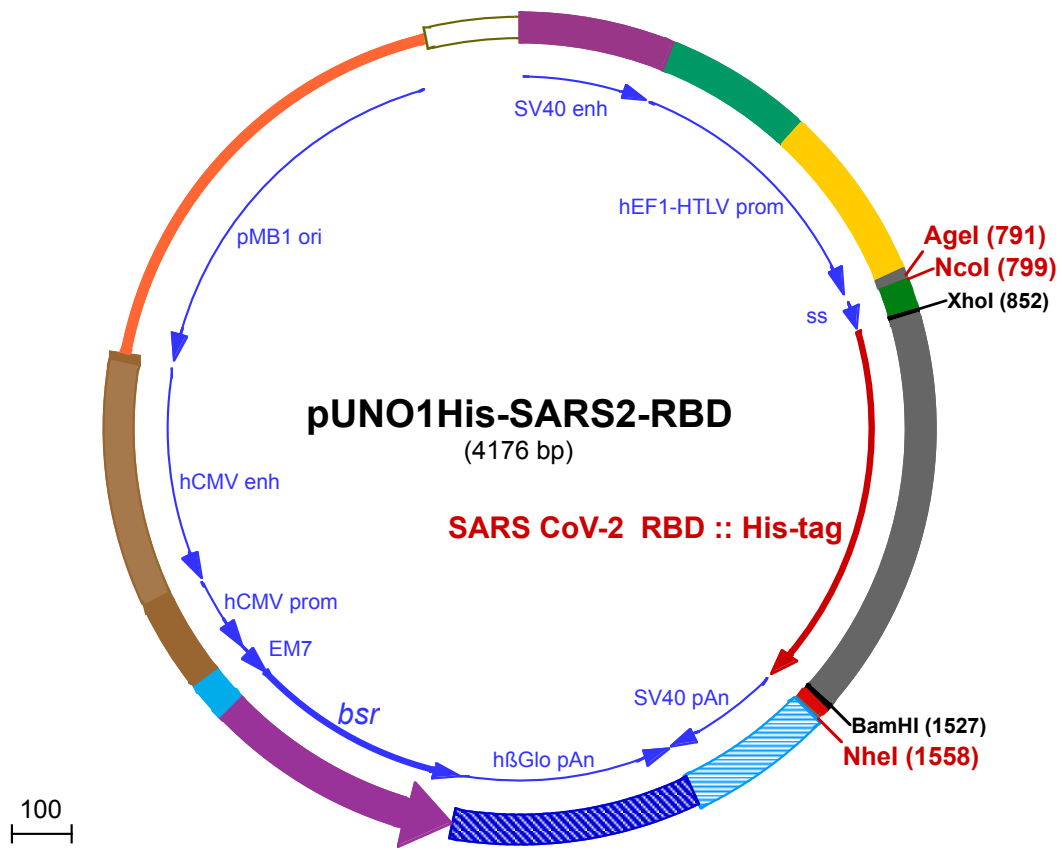 SV40 enh
hEF1-HTLV prom
pMB1 ori
AgeI (791)
NcoI (799)
XhoI (852)
ss
pUNO1His-SARS2-RBD
(4176 bp)
hCMV enh
SARS CoV-2 RBD :: His-tag
hCMV prom
EM7
bsr
SV40 pAn
hßGlo pAn
BamHI (1527)
NheI (1558)
100